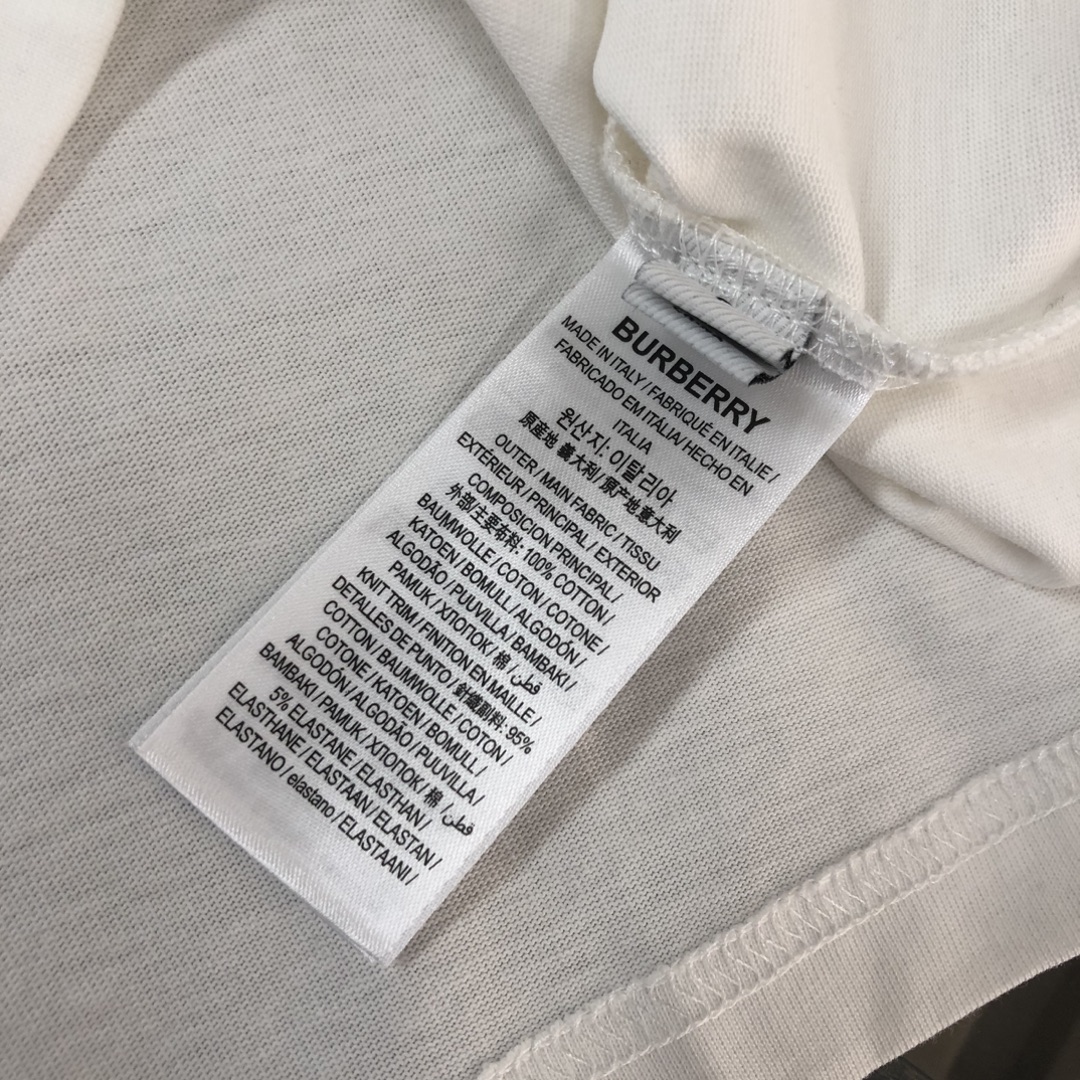 BURBERRY
MADE IN ITALY / FABRIQUÉ EN ITALIE /
FABRICADO EM ITÁLIA/ HECHO EN
ITALIA
원산지: 이탈리아
原産地 義大利/ 原产地 意大利
OUTER / MAIN FABRIC / TISSU
EXTÉRIEUR / PRINCIPAL / EXTERIOR
COMPOSICION PRINCIPAL /
外部/主要布料: 100% COTTON /
BAUMWOLLE / COTON / COTONE /
KATOEN / BOMULL / ALGODÓN /
ALGODÃO / PUUVILLA / BAMBAKI /
PAMUK / ХЛОПОК / 棉 / قطن
KNIT TRIM / FINITION EN MAILLE /
DETALLES DE PUNTO / 針織副料: 95%
COTTON / BAUMWOLLE / COTON /
COTONE / KATOEN / BOMULL /
ALGODÓN / ALGODÃO / PUUVILLA /
BAMBAKI / PAMUK / ХЛОПОК / 棉 / قطن
5% ELASTANE / ELASTHAN /
ELASTHANE / ELASTAAN / ELASTAN /
ELASTANO / elastano / ELASTAANI /